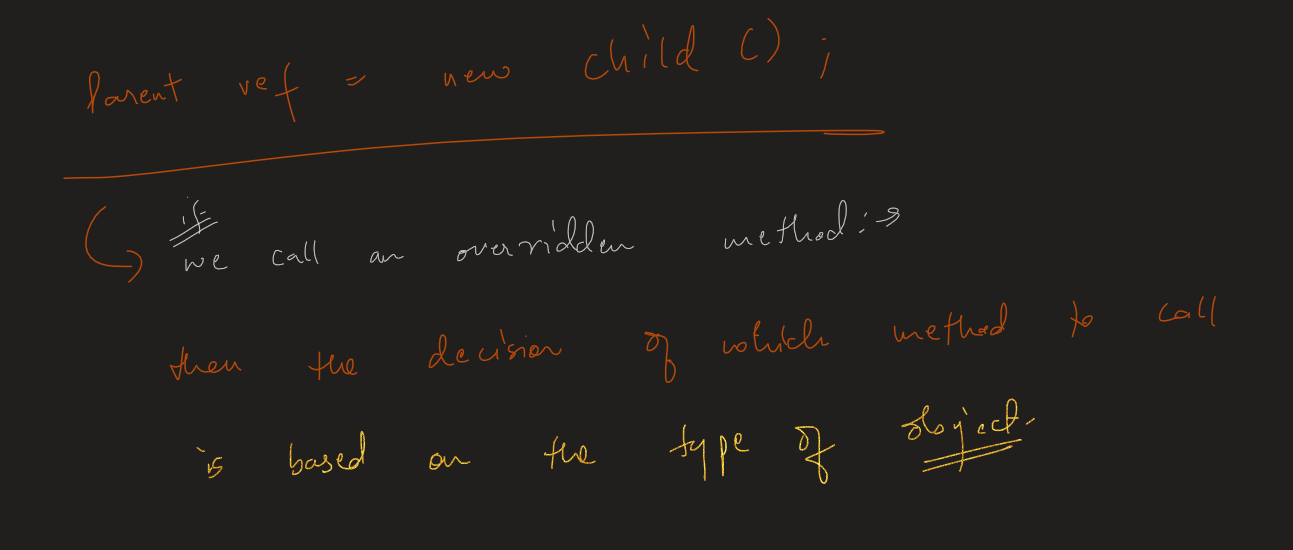 Parent ref = new Child () ;
if
we call an overridden method :→
then the decision of which method to call
is based on the type of object.